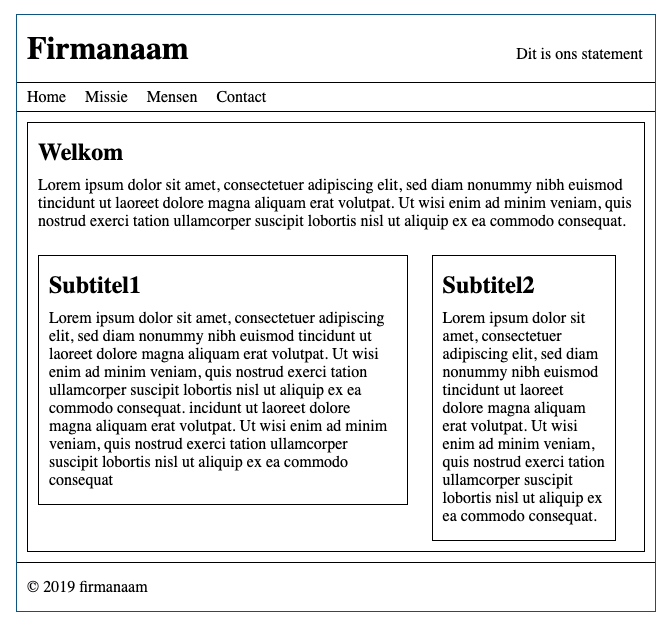 Firmanaam
Dit is ons statement
Home Missie Mensen Contact
Welkom
Lorem ipsum dolor sit amet, consectetuer adipiscing elit, sed diam nonummy nibh euismod
tincidunt ut laoreet dolore magna aliquam erat volutpat. Ut wisi enim ad minim veniam, quis
nostrud exerci tation ullamcorper suscipit lobortis nisl ut aliquip ex ea commodo consequat.
Subtitel1
Lorem ipsum dolor sit amet, consectetuer adipiscing
elit, sed diam nonummy nibh euismod tincidunt ut
laoreet dolore magna aliquam erat volutpat. Ut wisi
enim ad minim veniam, quis nostrud exerci tation
ullamcorper suscipit lobortis nisl ut aliquip ex ea
commodo consequat. incidunt ut laoreet dolore
magna aliquam erat volutpat. Ut wisi enim ad minim
veniam, quis nostrud exerci tation ullamcorper
suscipit lobortis nisl ut aliquip ex ea commodo
consequat
Subtitel2
Lorem ipsum dolor sit
amet, consectetuer
adipiscing elit, sed diam
nonummy nibh euismod
tincidunt ut laoreet
dolore magna aliquam
erat volutpat. Ut wisi
enim ad minim veniam,
quis nostrud exerci tation
ullamcorper suscipit
lobortis nisl ut aliquip ex
ea commodo consequat.
© 2019 firmanaam